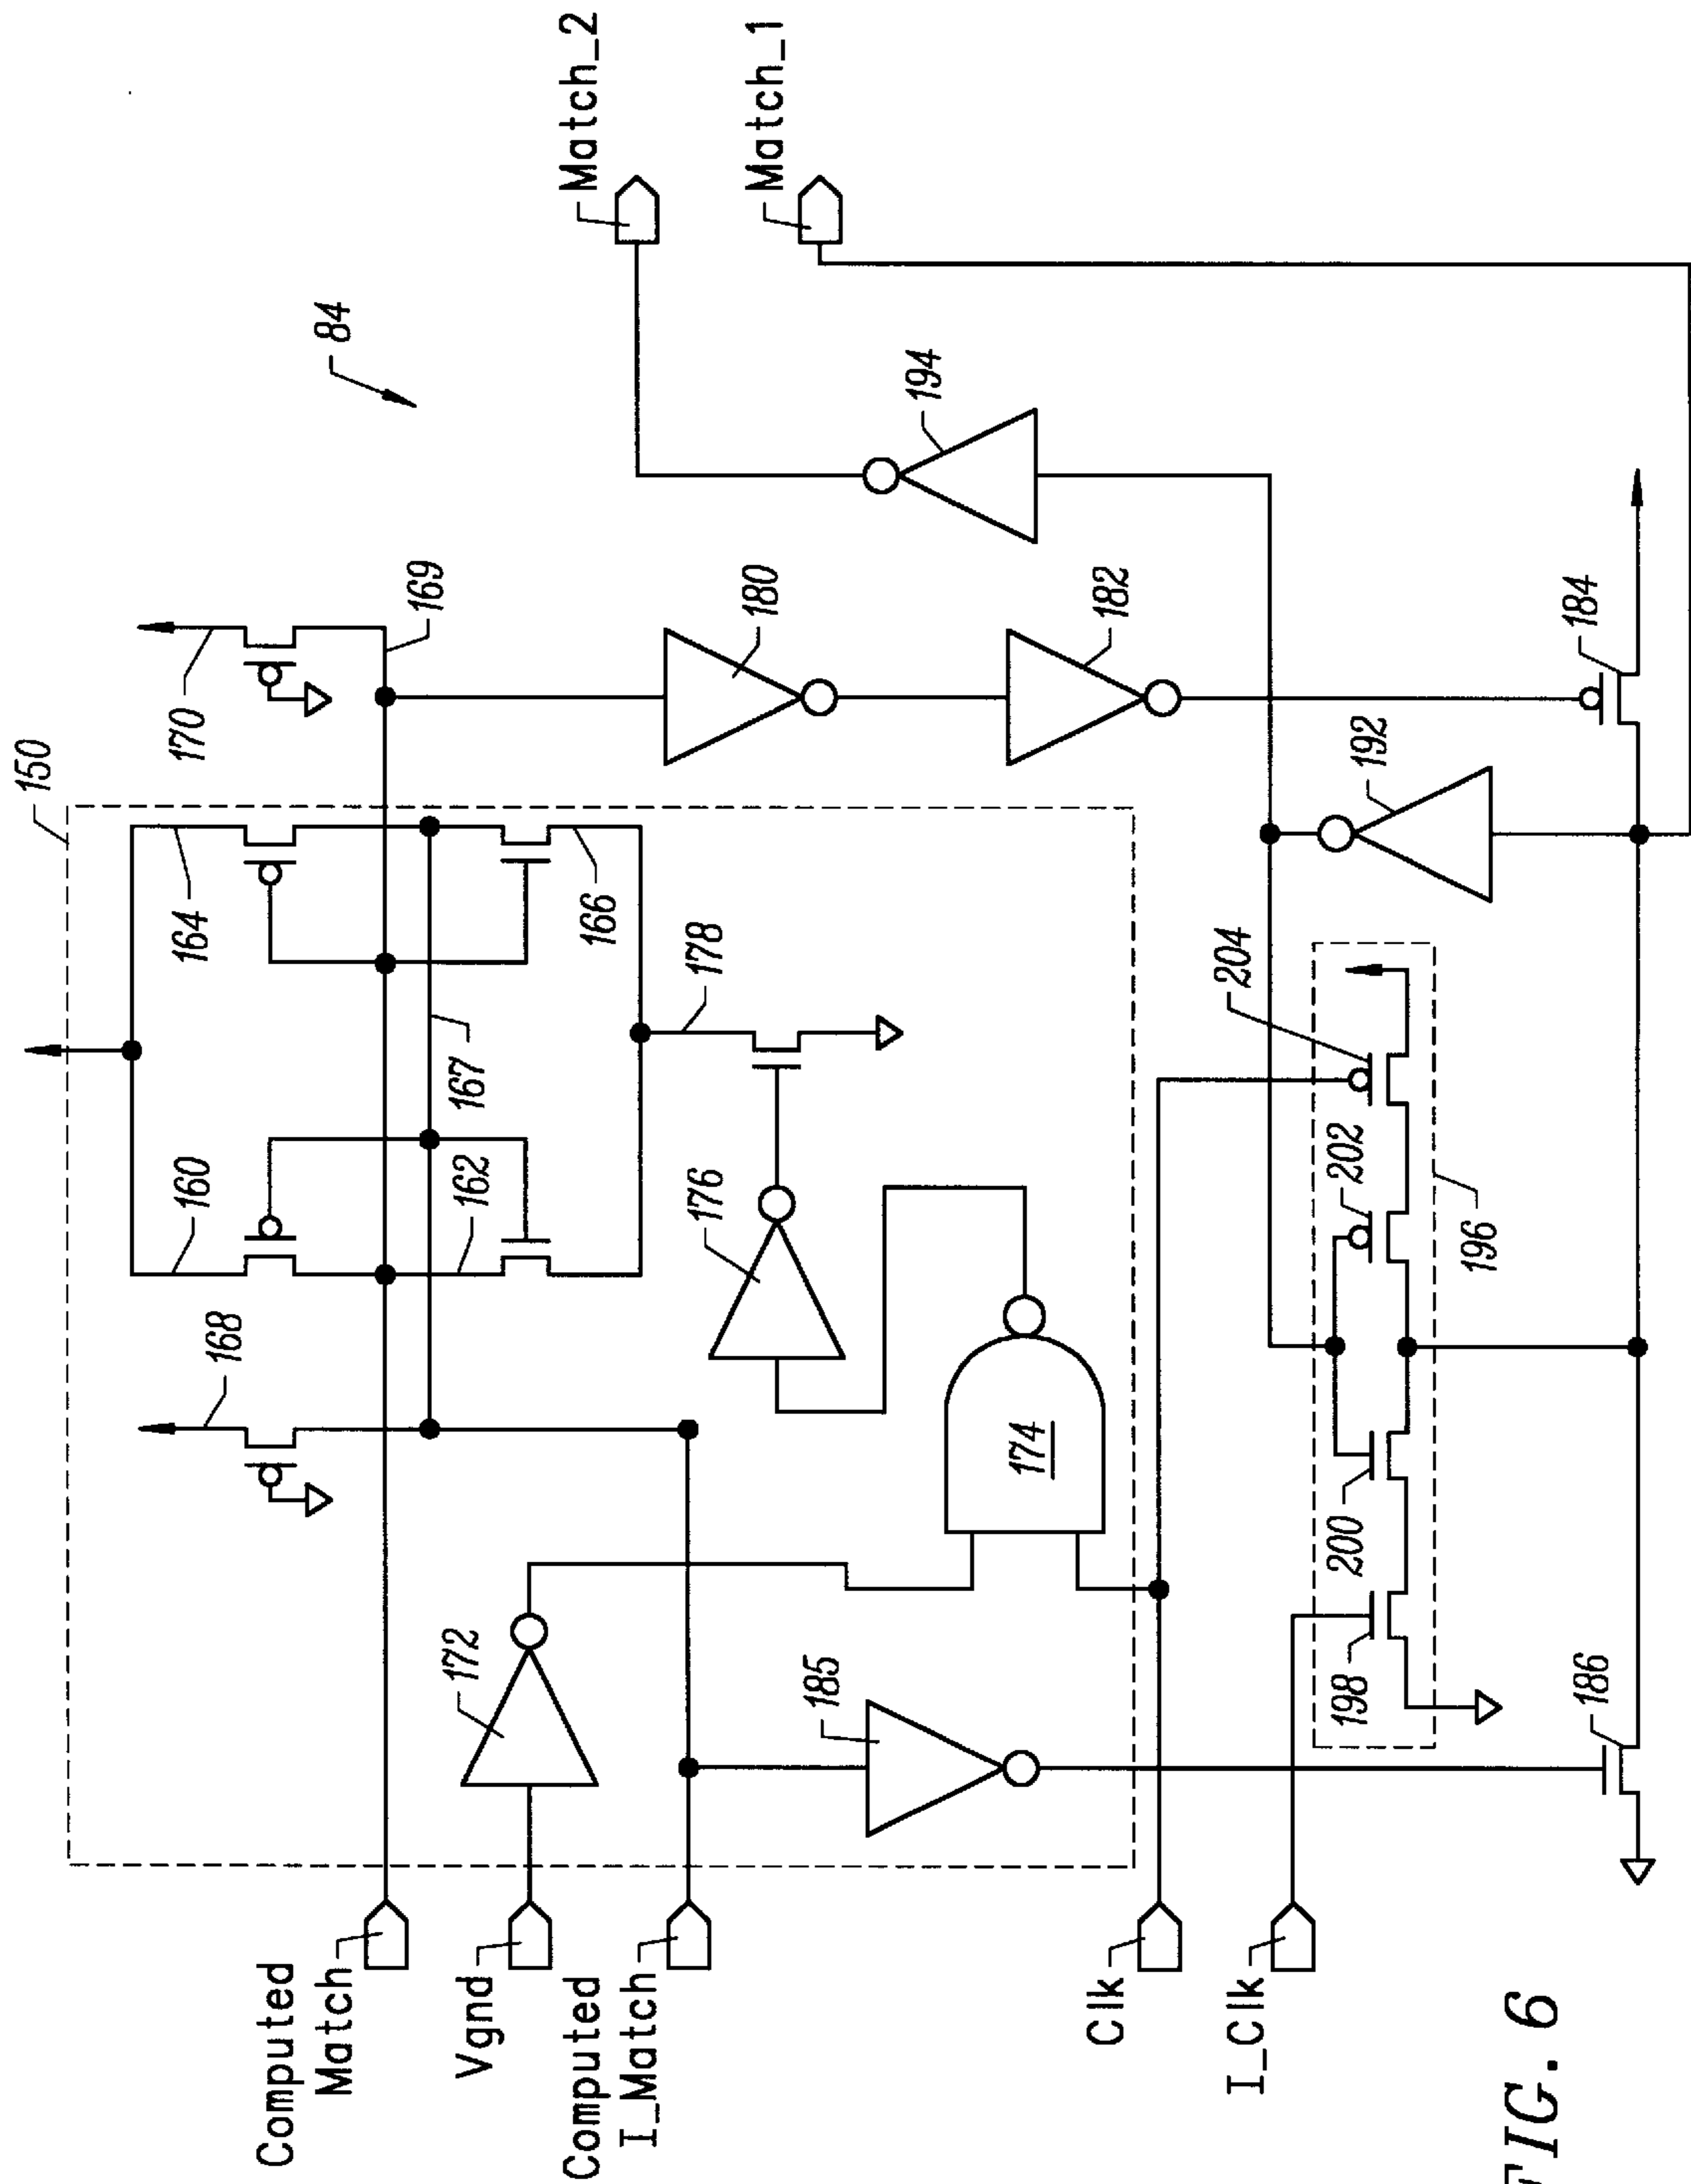 150
84
Match_2
Match_1
170
169
168
160
164
167
162
166
178
172
176
174
185
180
182
194
192
184
204
202
200
198
196
186
Computed
Match
Vgnd
Computed
I_Match
Clk
I_Clk
FIG. 6